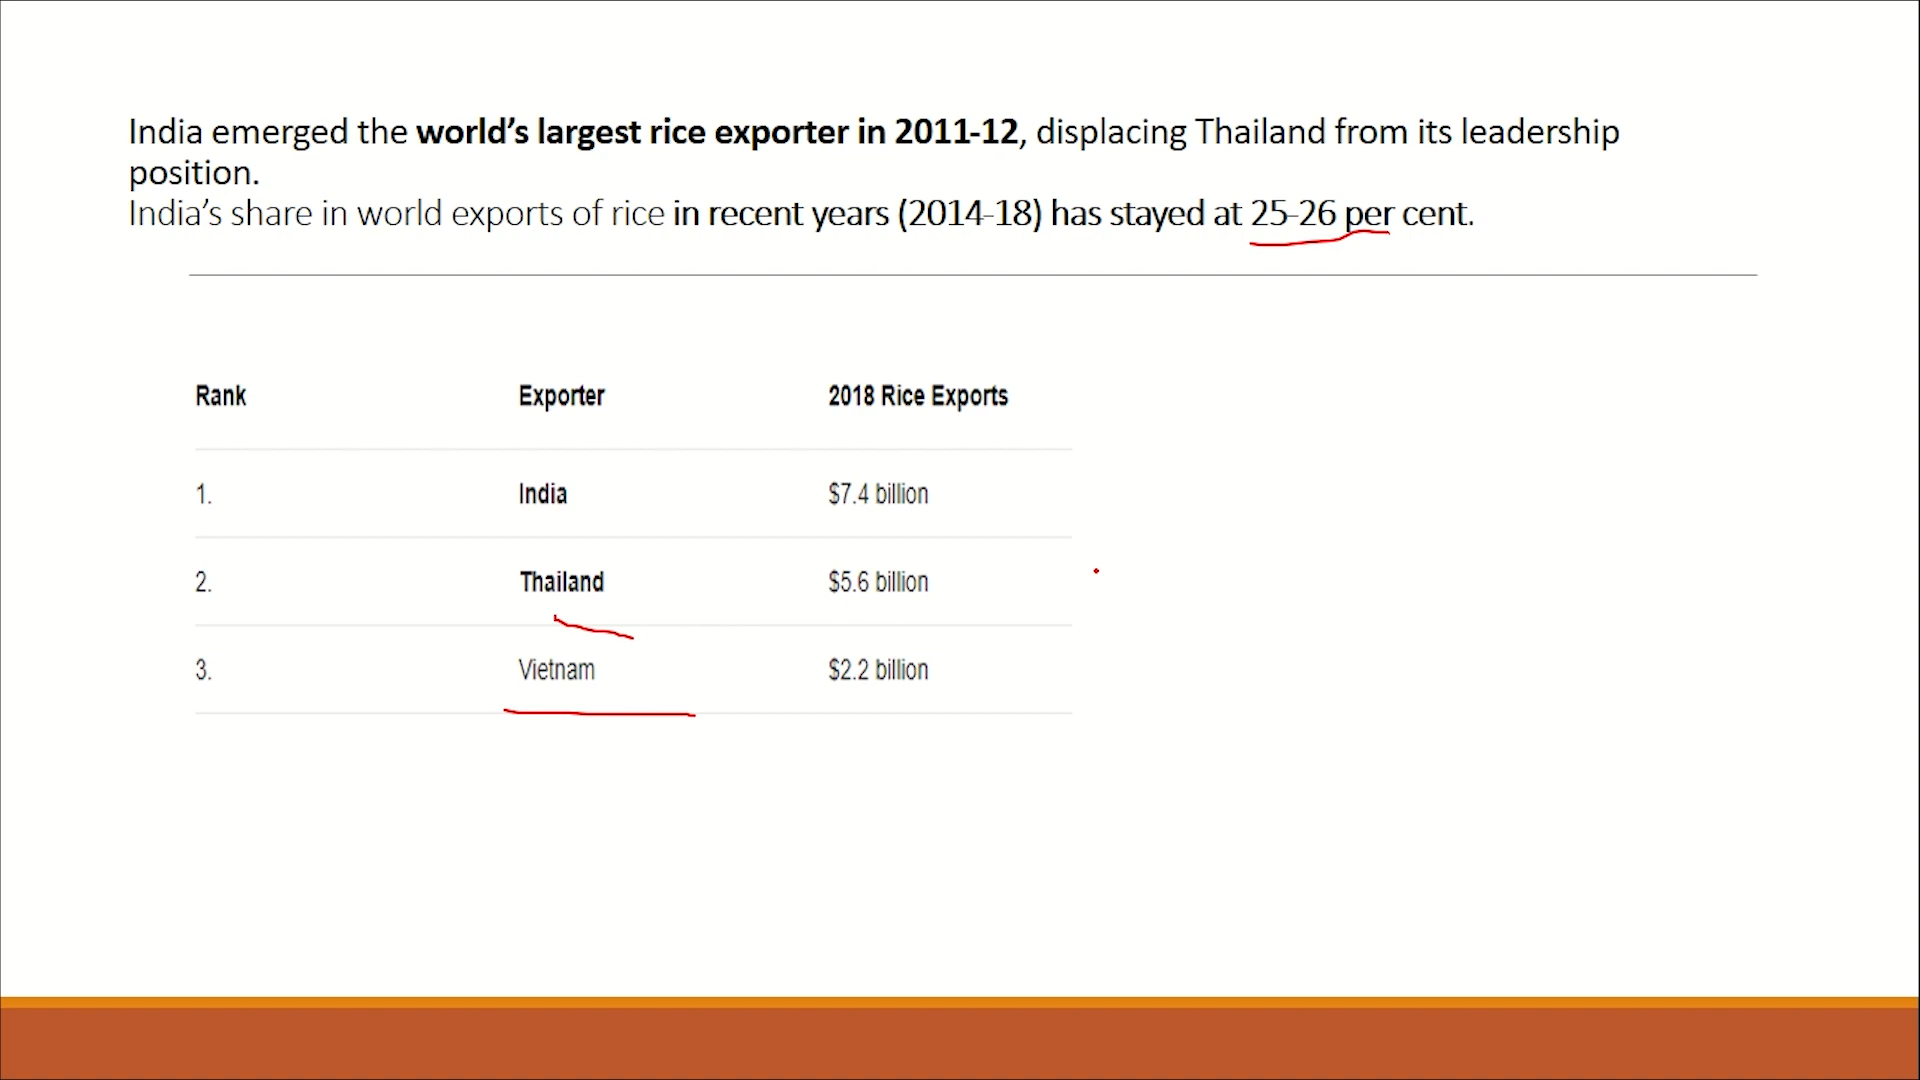 India emerged the world's largest rice exporter in 2011-12, displacing Thailand from its leadership
position.
India's share in world exports of rice in recent years (2014-18) has stayed at 25-26 per cent.
Rank Exporter 2018 Rice Exports
1. India $7.4 billion
2. Thailand $5.6 billion
3. Vietnam $2.2 billion